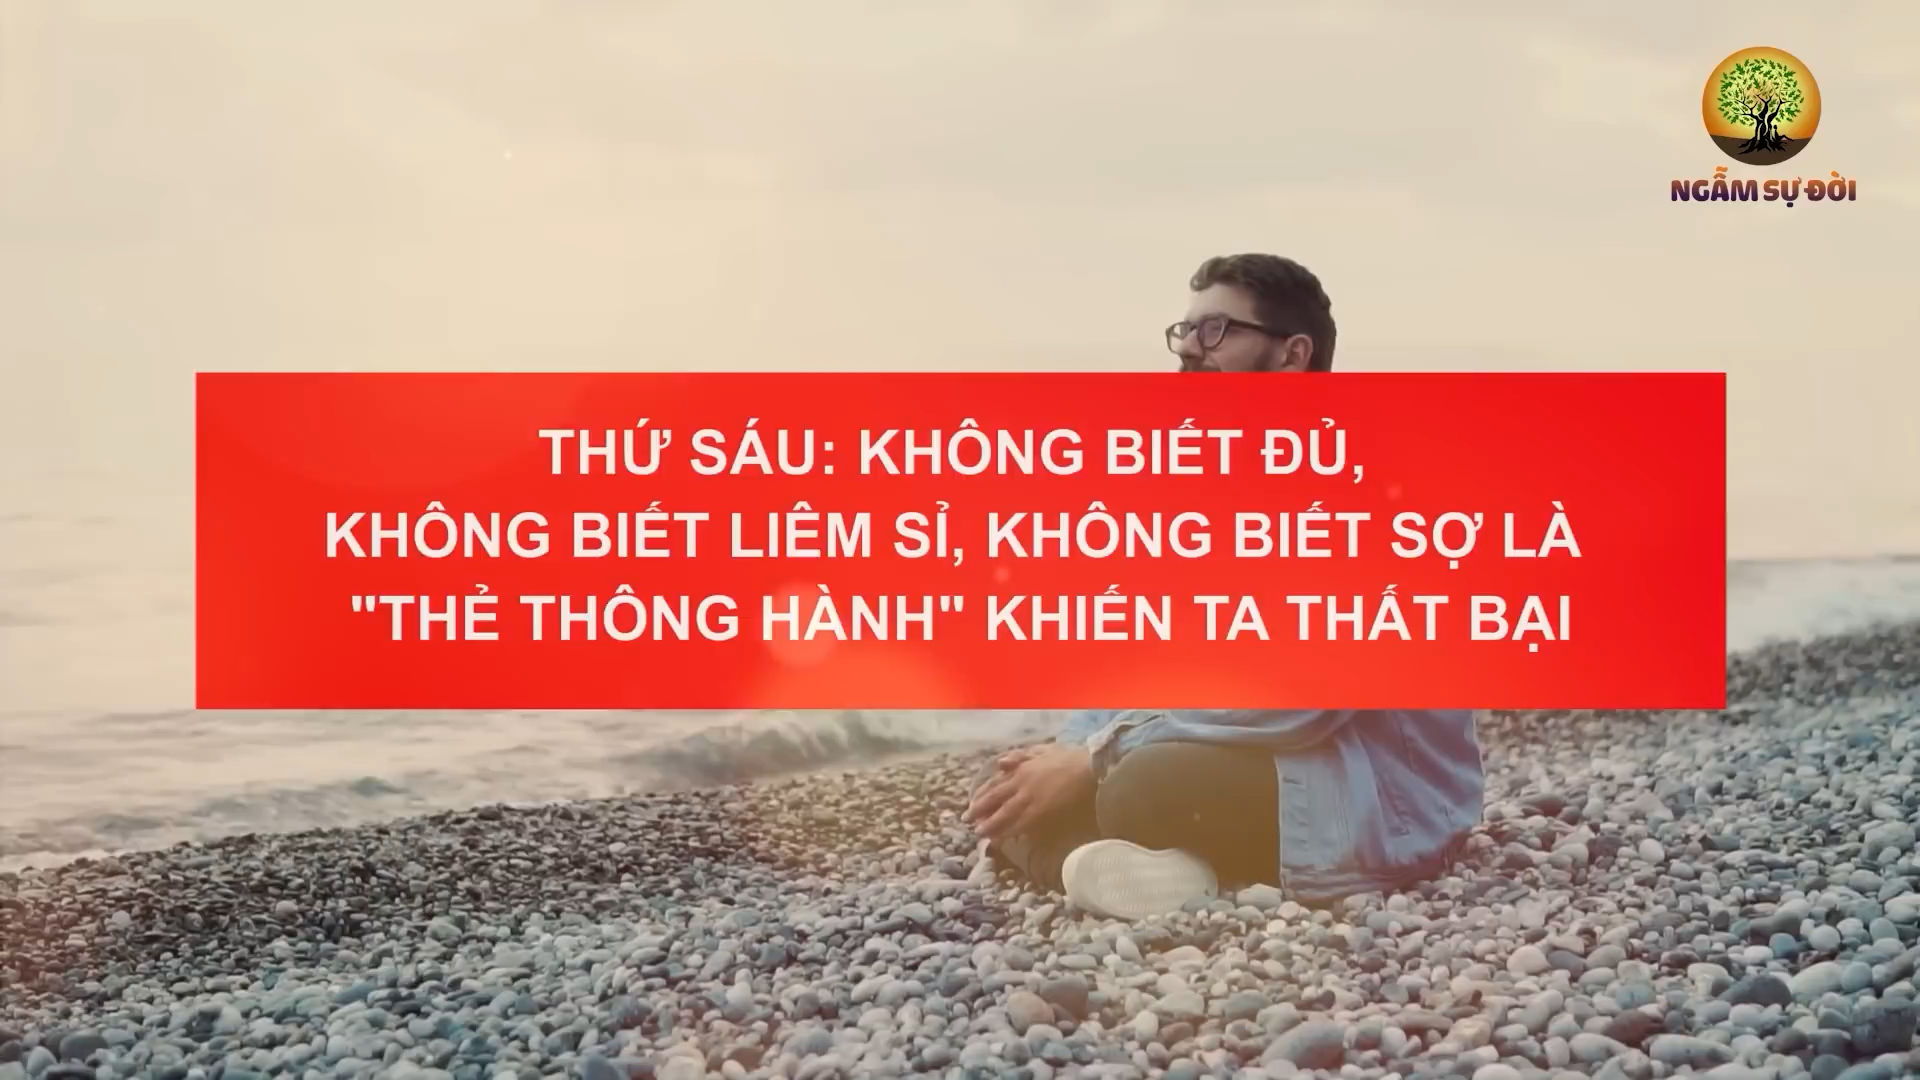 NGẪM SỰ ĐỜI
THỨ SÁU: KHÔNG BIẾT ĐỦ,
KHÔNG BIẾT LIÊM SỈ, KHÔNG BIẾT SỢ LÀ
"THẺ THÔNG HÀNH" KHIẾN TA THẤT BẠI